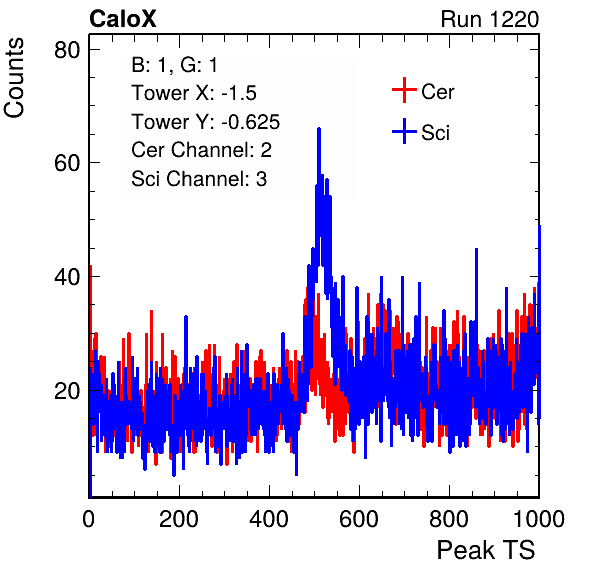 CaloX Run 1220
Counts
80
B: 1, G: 1
Tower X: -1.5
Tower Y: -0.625
Cer Channel: 2
Sci Channel: 3
Cer
Sci
60
40
20
0 200 400 600 800 1000
Peak TS